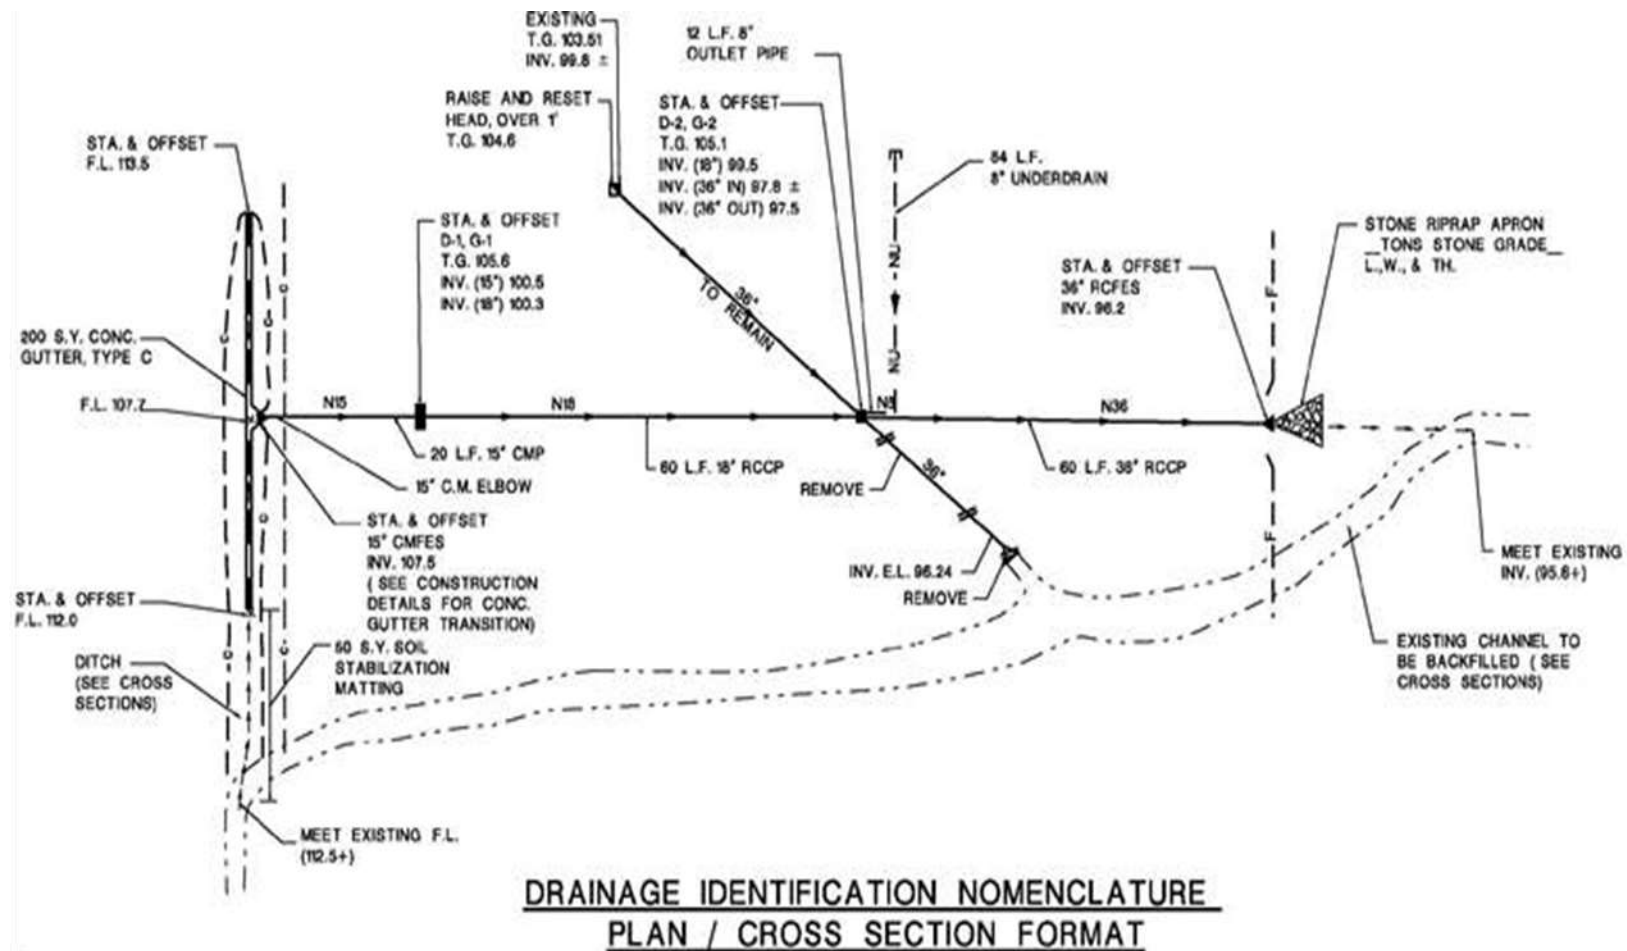 EXISTING
T.G. 103.51
INV. 99.8 ±
12 L.F. 8"
OUTLET PIPE
RAISE AND RESET
HEAD, OVER 1'
T.G. 104.6
STA. & OFFSET
D-2, G-2
T.G. 105.1
INV. (18") 99.5
INV. (36" IN) 97.8 ±
INV. (36" OUT) 97.5
STA. & OFFSET
F.L. 113.5
84 L.F.
8" UNDERDRAIN
STA. & OFFSET
D-1, G-1
T.G. 105.6
INV. (15") 100.5
INV. (18") 100.3
STONE RIPRAP APRON
__TONS STONE GRADE__
L.,W., & TH.
STA. & OFFSET
36" RCFES
INV. 96.2
NU
NU
F
36"
TO REMAIN
C
C
C
200 S.Y. CONC.
GUTTER, TYPE C
F.L. 107.7
N15
N18
N8
N36
20 L.F. 15" CMP
60 L.F. 18" RCCP
60 L.F. 36" RCCP
15" C.M. ELBOW
REMOVE
36"
STA. & OFFSET
15" CMFES
INV. 107.5
( SEE CONSTRUCTION
DETAILS FOR CONC.
GUTTER TRANSITION)
C
F
MEET EXISTING
INV. (95.6+)
INV. E.L. 96.24
REMOVE
STA. & OFFSET
F.L. 112.0
C
C
50 S.Y. SOIL
STABILIZATION
MATTING
DITCH
(SEE CROSS
SECTIONS)
EXISTING CHANNEL TO
BE BACKFILLED ( SEE
CROSS SECTIONS)
MEET EXISTING F.L.
(112.5+)
DRAINAGE IDENTIFICATION NOMENCLATURE
PLAN / CROSS SECTION FORMAT